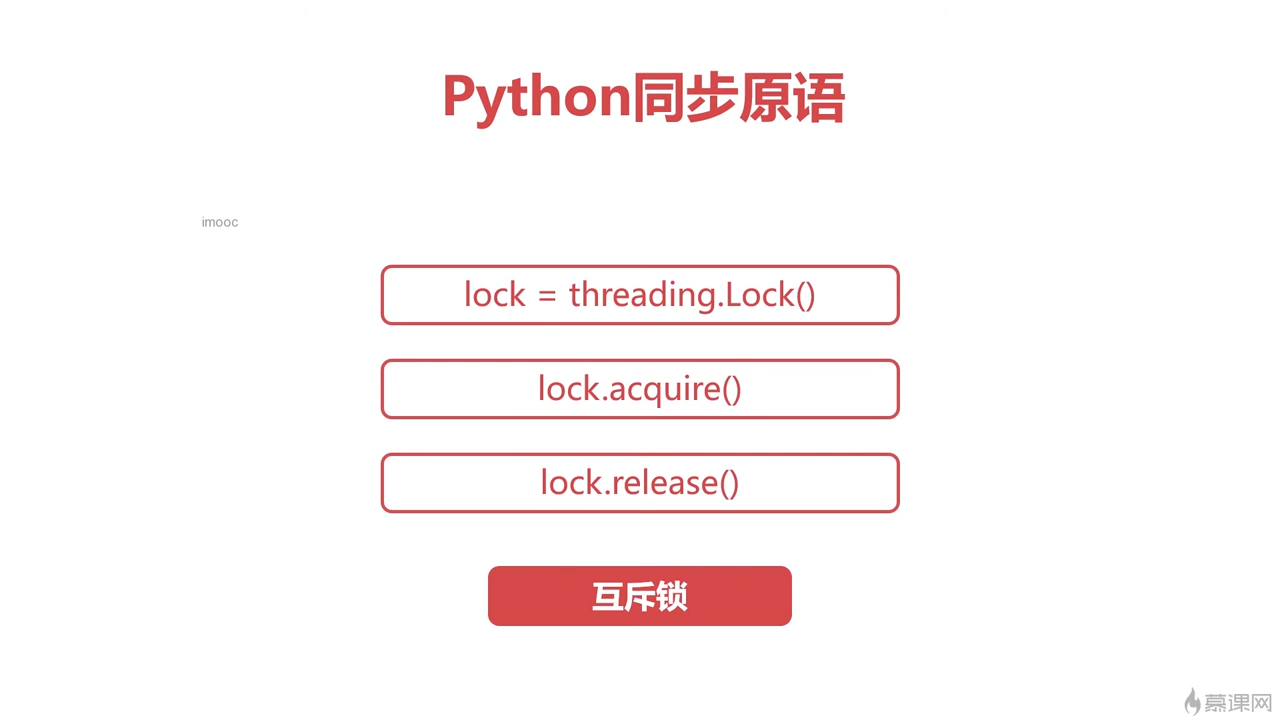 Python同步原语
imooc
lock = threading.Lock()
lock.acquire()
lock.release()
互斥锁
慕课网